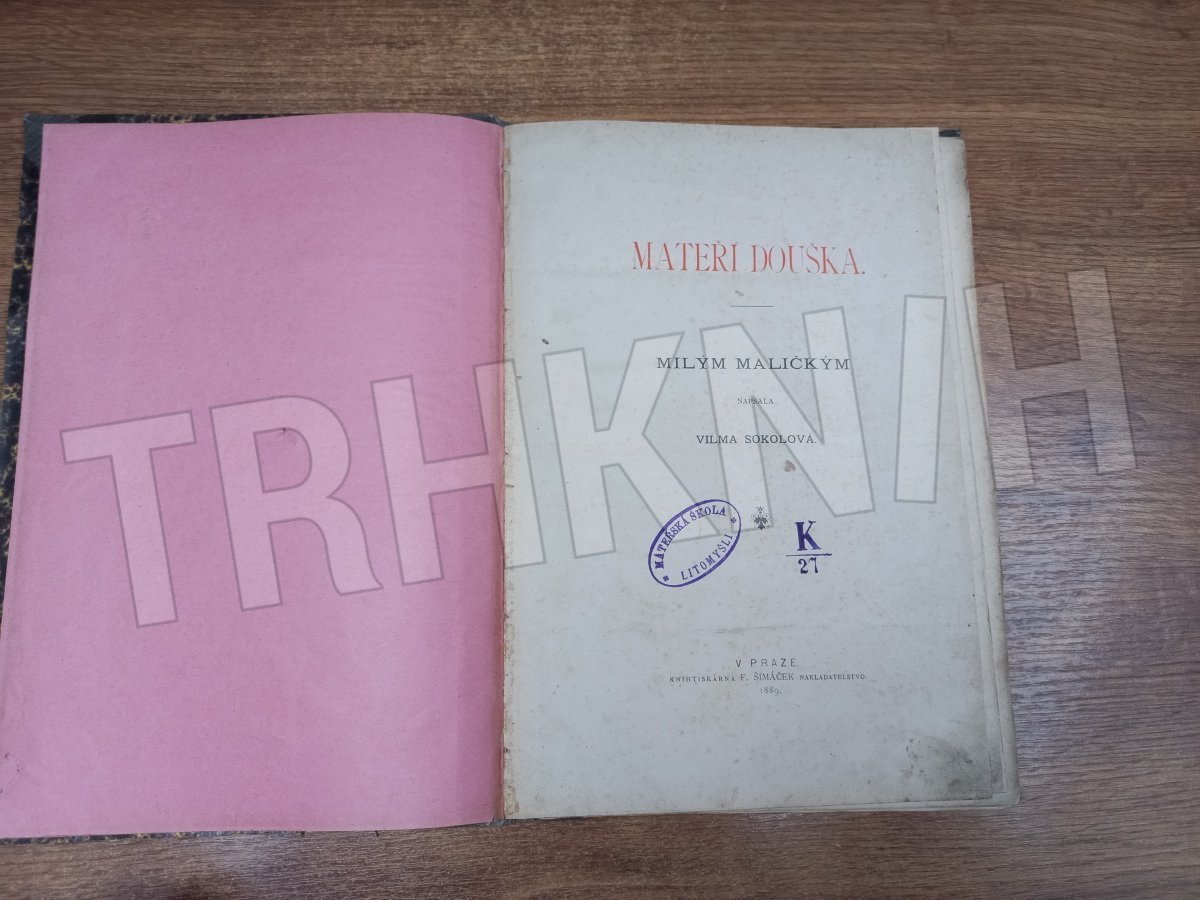 MATEŘÍ DOUŠKA.
MILÝM MALIČKÝM
NAPSALA
VILMA SOKOLOVÁ.
MATEŘSKÁ ŠKOLA
LITOMYŠLI
K
27
V PRAZE.
KNIHTISKÁRNA F. ŠIMÁČEK NAKLADATELSTVO.
1889.
TRHKNIH